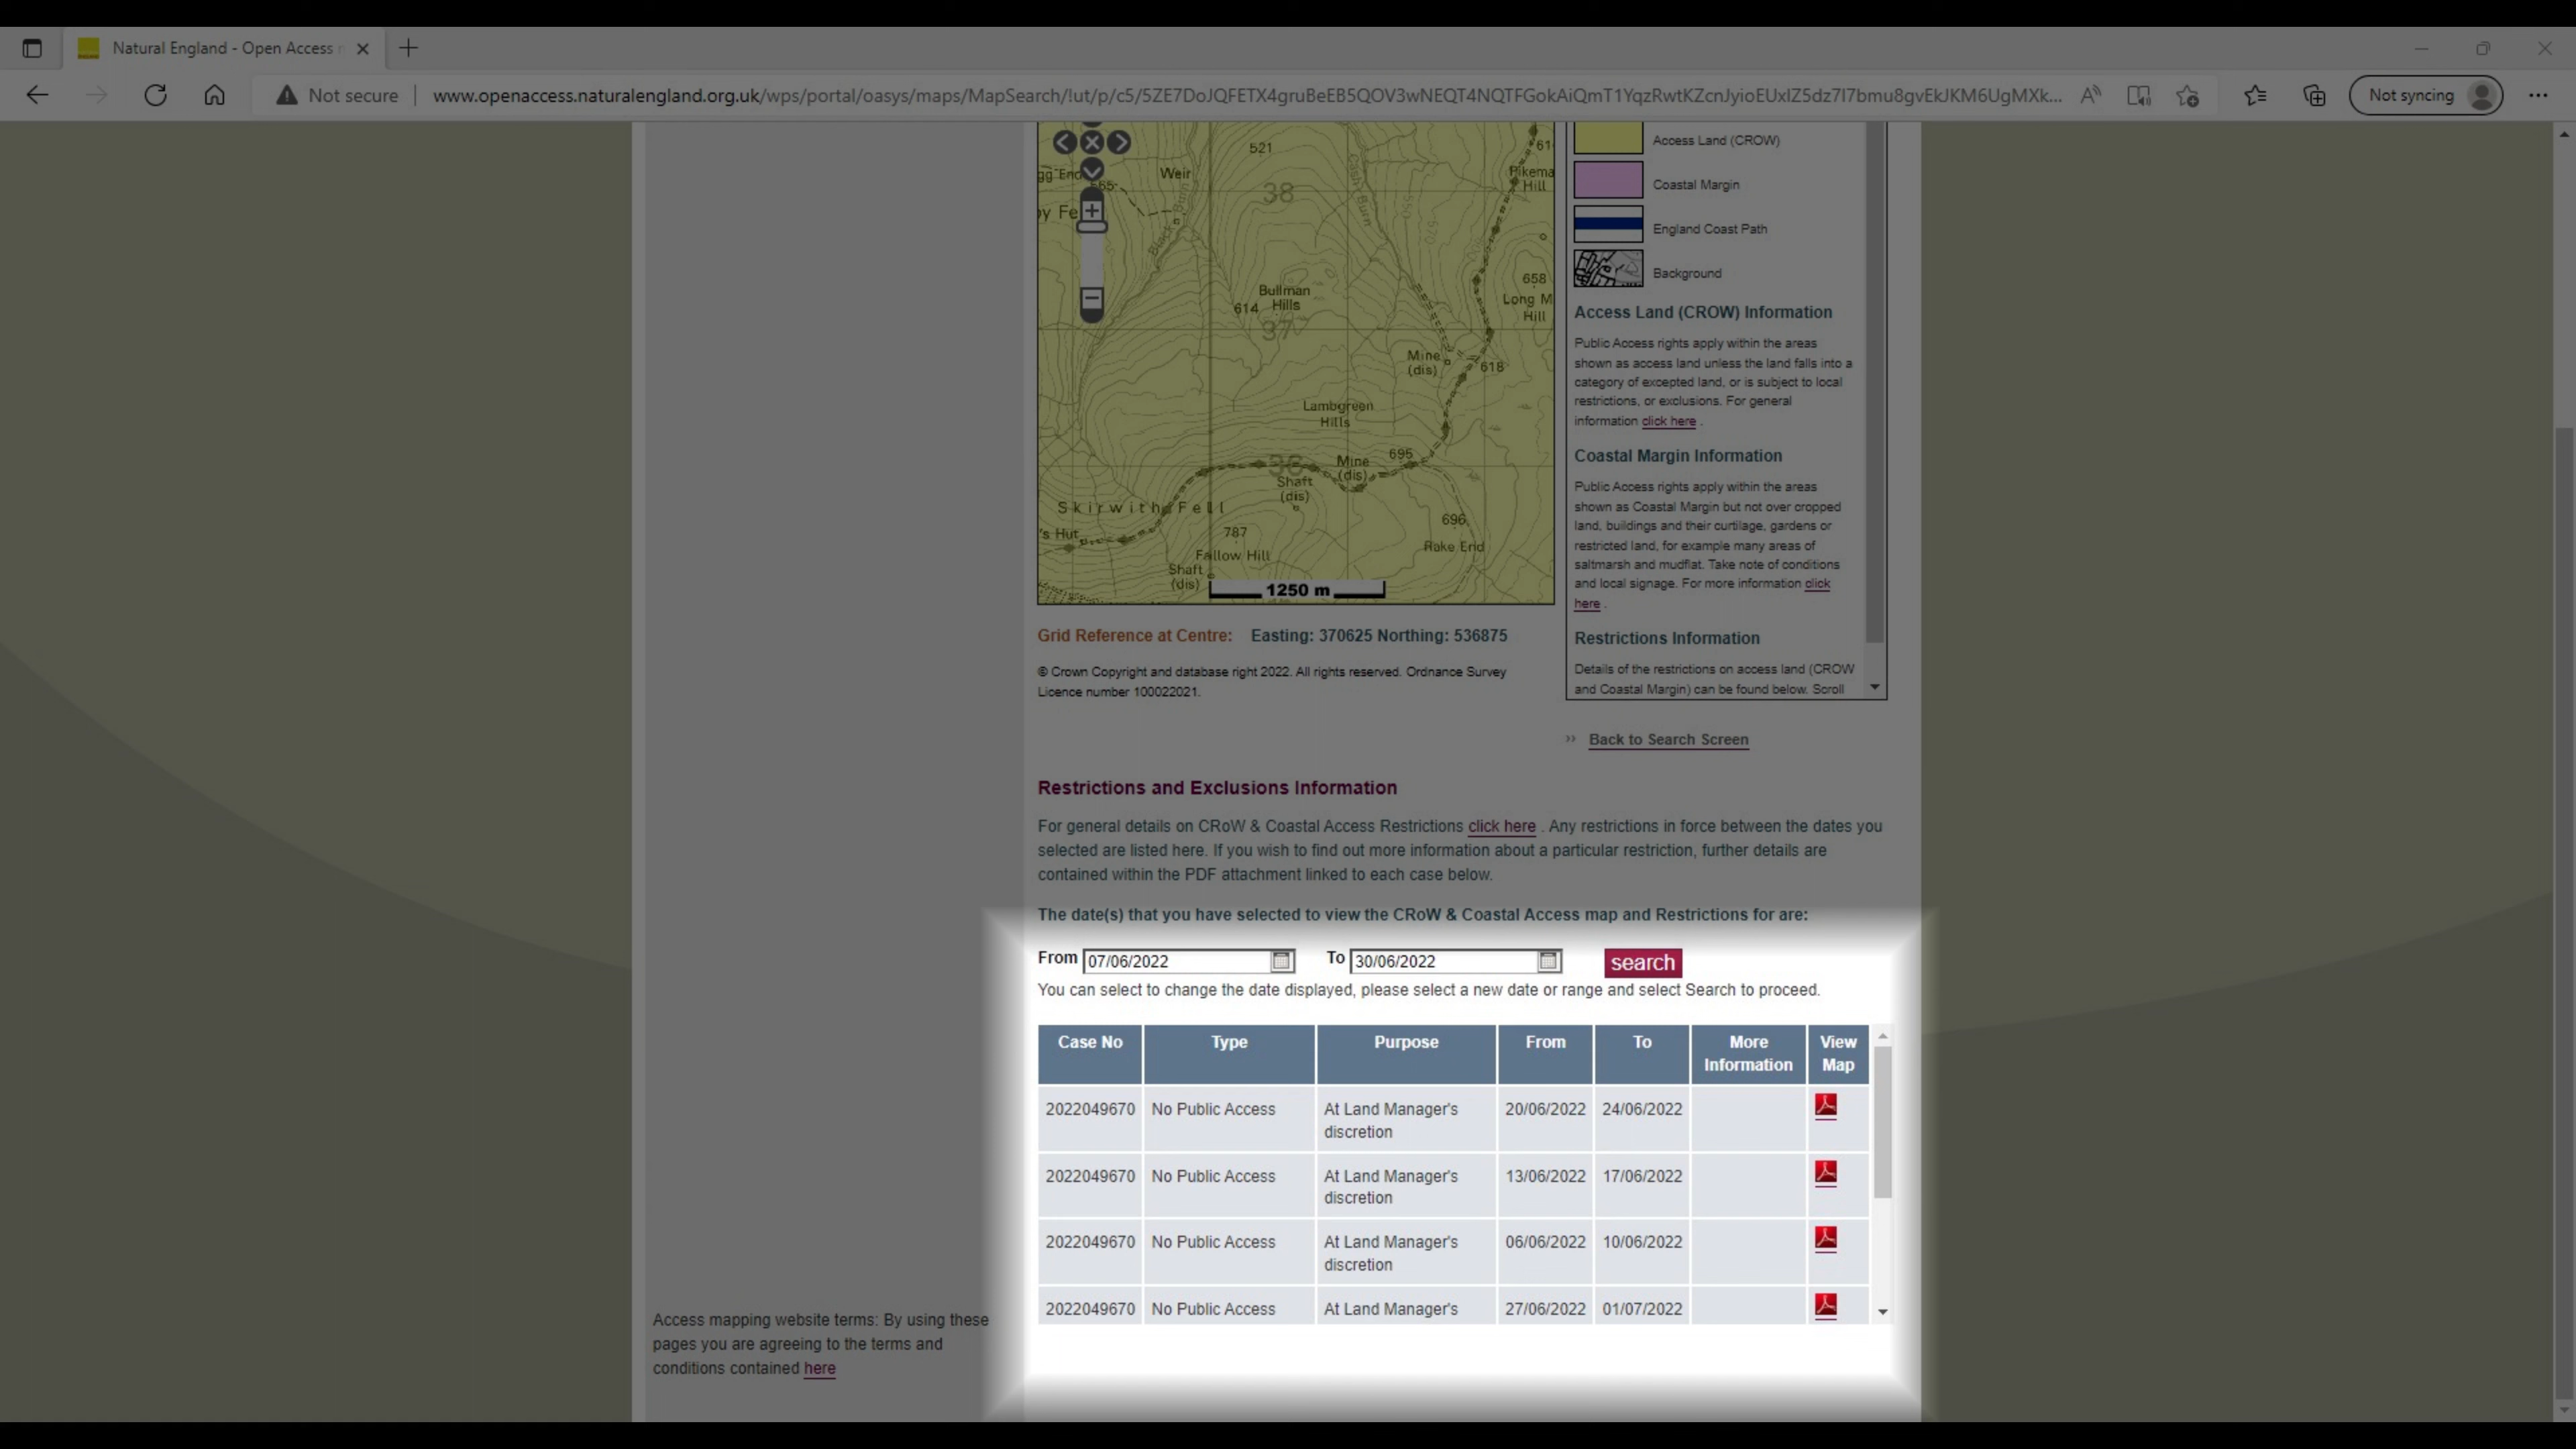 Natural England - Open Access
Not secure
www.openaccess.naturalengland.org.uk/wps/portal/oasys/maps/MapSearch/!ut/p/c5/5ZE7DoJQFETX4gruBeEB5QOV3wNEQT4NQTFGokAiQmT1YqzRwtKZcnJyioEUxIZ5dz7I7bmu8gvEkJKM6UgMXk...
Not syncing
521
38
Weir
565
Black Burn
Cash Burn
550
570
Pikema
Hill
Bullman
Hills
614
37
658
Long M
Hill
Mine
(dis)
618
Lambgreen
Hills
695
Mine
(dis)
36
Shaft
(dis)
Skirwith Fell
's Hut
787
Fallow Hill
696
Rake End
Shaft
(dis)
1250 m
Access Land (CROW)
Coastal Margin
England Coast Path
Background
Access Land (CROW) Information
Public Access rights apply within the areas
shown as access land unless the land falls into a
category of excepted land, or is subject to local
restrictions, or exclusions. For general
information click here .
Coastal Margin Information
Public Access rights apply within the areas
shown as Coastal Margin but not over cropped
land, buildings and their curtilage, gardens or
restricted land, for example many areas of
saltmarsh and mudflat. Take note of conditions
and local signage. For more information click
here .
Restrictions Information
Details of the restrictions on access land (CROW
and Coastal Margin) can be found below. Scroll
Grid Reference at Centre: Easting: 370625 Northing: 536875
© Crown Copyright and database right 2022. All rights reserved. Ordnance Survey
Licence number 100022021.
›› Back to Search Screen
Restrictions and Exclusions Information
For general details on CRoW & Coastal Access Restrictions click here . Any restrictions in force between the dates you
selected are listed here. If you wish to find out more information about a particular restriction, further details are
contained within the PDF attachment linked to each case below.
The date(s) that you have selected to view the CRoW & Coastal Access map and Restrictions for are:
From 07/06/2022 To 30/06/2022 search
You can select to change the date displayed, please select a new date or range and select Search to proceed.
Case No Type Purpose From To More Information View Map
2022049670 No Public Access At Land Manager's discretion 20/06/2022 24/06/2022
2022049670 No Public Access At Land Manager's discretion 13/06/2022 17/06/2022
2022049670 No Public Access At Land Manager's discretion 06/06/2022 10/06/2022
2022049670 No Public Access At Land Manager's 27/06/2022 01/07/2022
Access mapping website terms: By using these
pages you are agreeing to the terms and
conditions contained here